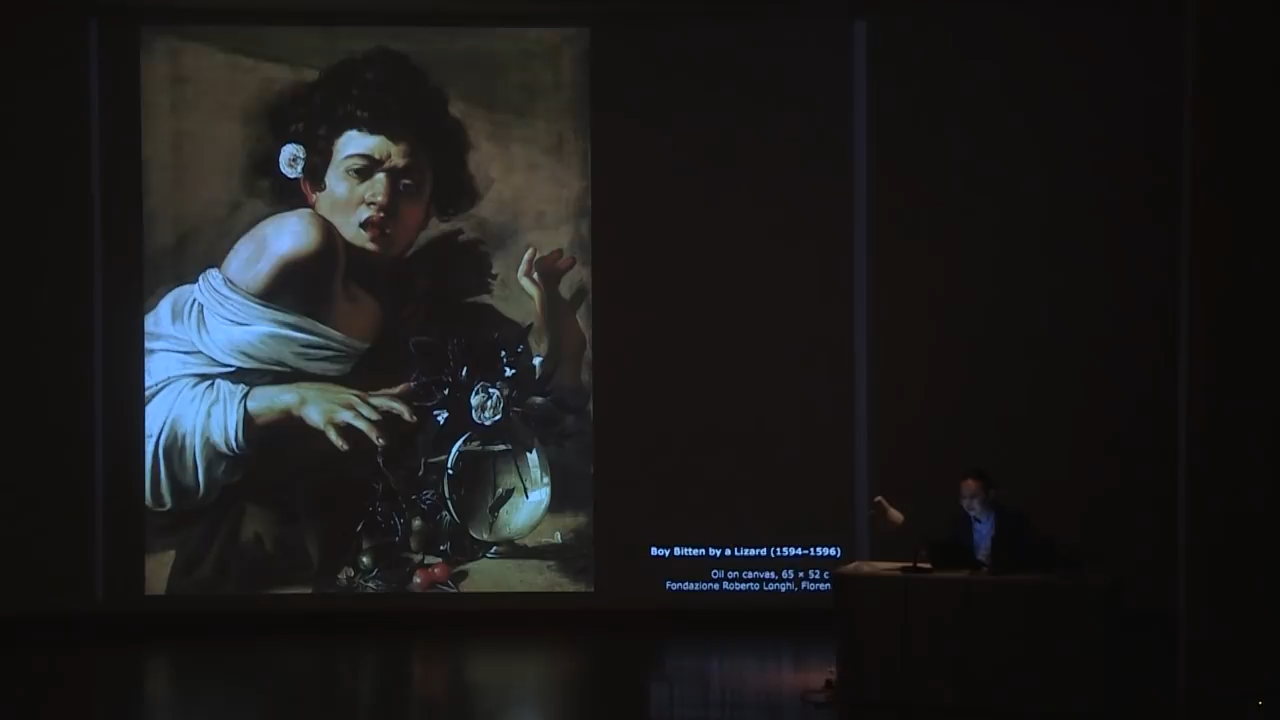 Boy Bitten by a Lizard (1594–1596)
Oil on canvas, 65 × 52 c
Fondazione Roberto Longhi, Floren